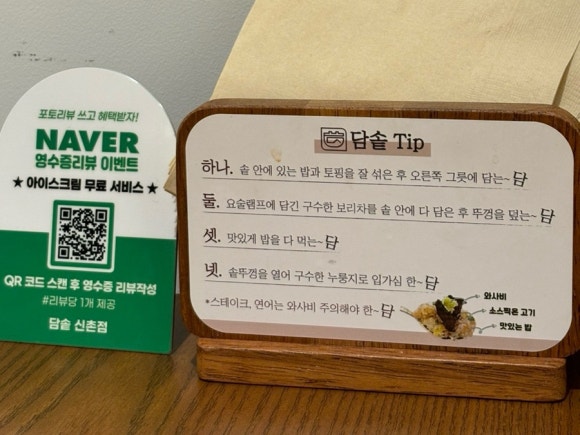 포토리뷰 쓰고 혜택받자!
NAVER
영수증리뷰 이벤트
★ 아이스크림 무료 서비스 ★
QR 코드 스캔 후 영수증 리뷰작성
#리뷰당 1개 제공
담솥 신촌점
담솥 Tip
하나. 솥 안에 있는 밥과 토핑을 잘 섞은 후 오른쪽 그릇에 담는~담
둘. 요술램프에 담긴 구수한 보리차를 솥 안에 다 담은 후 뚜껑을 덮는~담
셋. 맛있게 밥을 다 먹는~담
넷. 솥뚜껑을 열어 구수한 누룽지로 입가심 한~담
*스테이크, 연어는 와사비 주의해야 한~담
와사비
소스찍은 고기
맛있는 밥